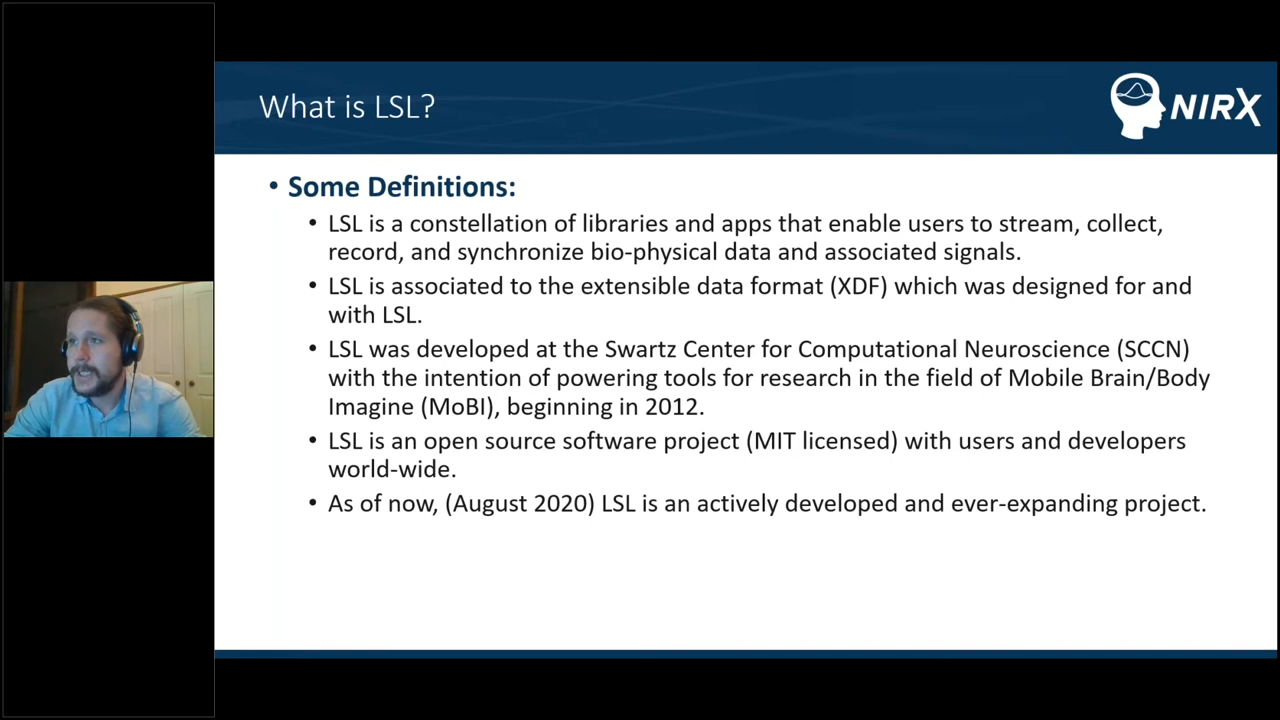 What is LSL?
NIRX
• Some Definitions:
• LSL is a constellation of libraries and apps that enable users to stream, collect,
record, and synchronize bio-physical data and associated signals.
• LSL is associated to the extensible data format (XDF) which was designed for and
with LSL.
• LSL was developed at the Swartz Center for Computational Neuroscience (SCCN)
with the intention of powering tools for research in the field of Mobile Brain/Body
Imagine (MoBI), beginning in 2012.
• LSL is an open source software project (MIT licensed) with users and developers
world-wide.
• As of now, (August 2020) LSL is an actively developed and ever-expanding project.